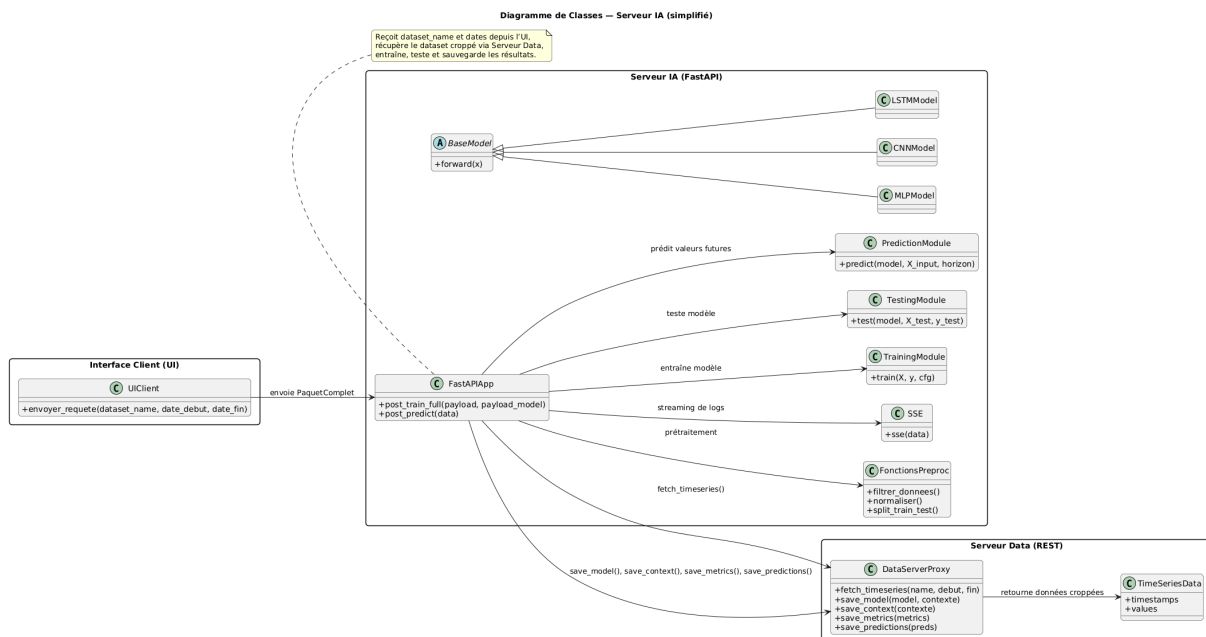 Diagramme de Classes — Serveur IA (simplifié)
Reçoit dataset_name et dates depuis l'UI,
récupère le dataset croppé via Serveur Data,
entraîne, teste et sauvegarde les résultats.
Serveur IA (FastAPI)
C LSTMModel
A BaseModel
+forward(x)
C CNNModel
C MLPModel
prédit valeurs futures
C PredictionModule
+predict(model, X_input, horizon)
teste modèle
C TestingModule
+test(model, X_test, y_test)
Interface Client (UI)
C UIClient
+envoyer_requete(dataset_name, date_debut, date_fin)
envoie PaquetComplet
C FastAPIApp
+post_train_full(payload, payload_model)
+post_predict(data)
entraîne modèle
C TrainingModule
+train(X, y, cfg)
streaming de logs
C SSE
+sse(data)
prétraitement
C FonctionsPreproc
+filtrer_donnees()
+normaliser()
+split_train_test()
fetch_timeseries()
save_model(), save_context(), save_metrics(), save_predictions()
Serveur Data (REST)
C DataServerProxy
+fetch_timeseries(name, debut, fin)
+save_model(model, contexte)
+save_context(contexte)
+save_metrics(metrics)
+save_predictions(preds)
retourne données croppées
C TimeSeriesData
+timestamps
+values